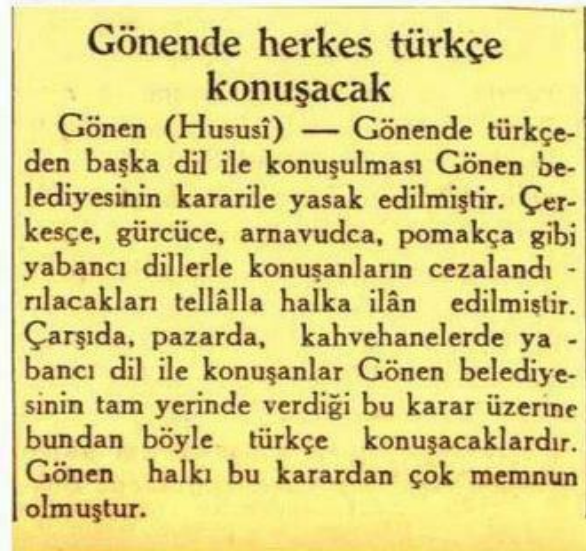 Gönende herkes türkçe
konuşacak
Gönen (Hususî) — Gönende türkçe-
den başka dil ile konuşulması Gönen be-
lediyesinin kararile yasak edilmiştir. Çer-
kesçe, gürcüce, arnavudca, pomakça gibi
yabancı dillerle konuşanların cezalandı -
rılacakları tellâlla halka ilân edilmiştir.
Çarşıda, pazarda, kahvehanelerde ya -
bancı dil ile konuşanlar Gönen belediye-
sinin tam yerinde verdiği bu karar üzerine
bundan böyle türkçe konuşacaklardır.
Gönen halkı bu karardan çok memnun
olmuştur.